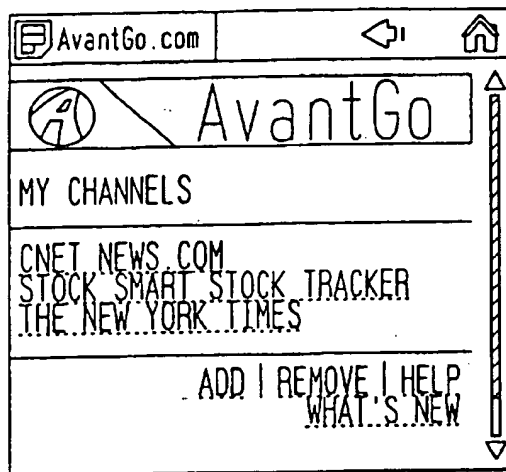 AvantGo.com
AvantGo
MY CHANNELS
CNET NEWS.COM
STOCK SMART STOCK TRACKER
THE NEW YORK TIMES
ADD | REMOVE | HELP
WHAT'S NEW